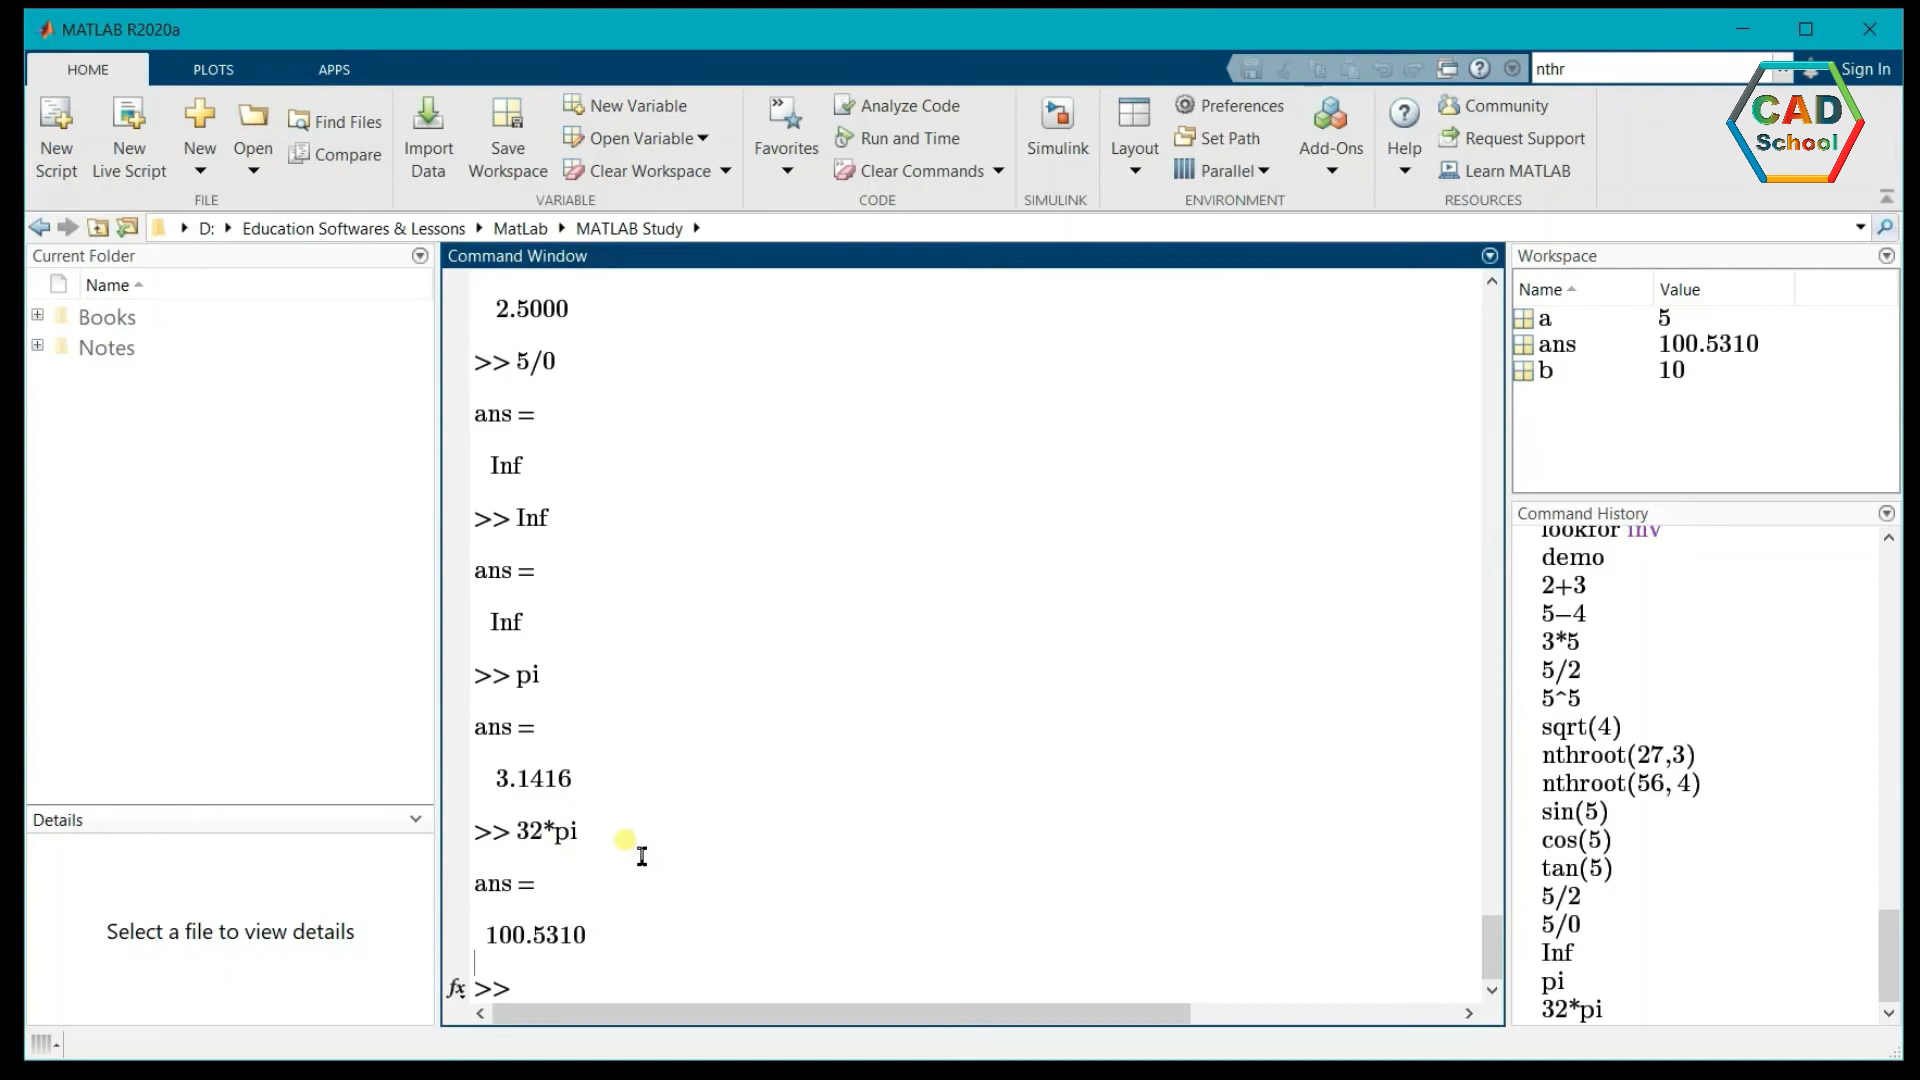 MATLAB R2020a
HOME PLOTS APPS nthr Sign In
CAD
School
New Script
New Live Script
New
Open
Find Files
Compare
FILE
Import Data
Save Workspace
New Variable
Open Variable
Clear Workspace
VARIABLE
Favorites
Analyze Code
Run and Time
Clear Commands
CODE
Simulink
SIMULINK
Layout
Preferences
Set Path
Parallel
Add-Ons
ENVIRONMENT
Help
Community
Request Support
Learn MATLAB
RESOURCES
D: Education Softwares & Lessons MatLab MATLAB Study
Current Folder
Name
Books
Notes
Details
Select a file to view details
Command Window
2.5000
>> 5/0
ans =
Inf
>> Inf
ans =
Inf
>> pi
ans =
3.1416
>> 32*pi
ans =
100.5310
fx >>
Workspace
Name Value
a 5
ans 100.5310
b 10
Command History
lookfor inv
demo
2+3
5–4
3*5
5/2
5^5
sqrt(4)
nthroot(27,3)
nthroot(56, 4)
sin(5)
cos(5)
tan(5)
5/2
5/0
Inf
pi
32*pi